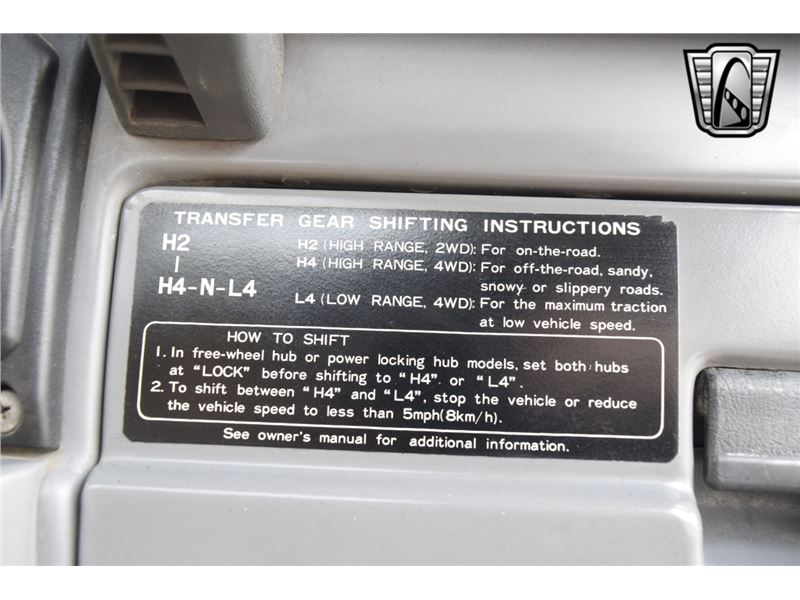 TRANSFER GEAR SHIFTING INSTRUCTIONS
H2
H4-N-L4
H2 (HIGH RANGE, 2WD): For on-the-road.
H4 (HIGH RANGE, 4WD): For off-the-road, sandy,
snowy or slippery roads.
L4 (LOW RANGE, 4WD): For the maximum traction
at low vehicle speed.
HOW TO SHIFT
1. In free-wheel hub or power locking hub models, set both hubs
at "LOCK" before shifting to "H4" or "L4".
2. To shift between "H4" and "L4", stop the vehicle or reduce
the vehicle speed to less than 5mph(8km/h).
See owner's manual for additional information.